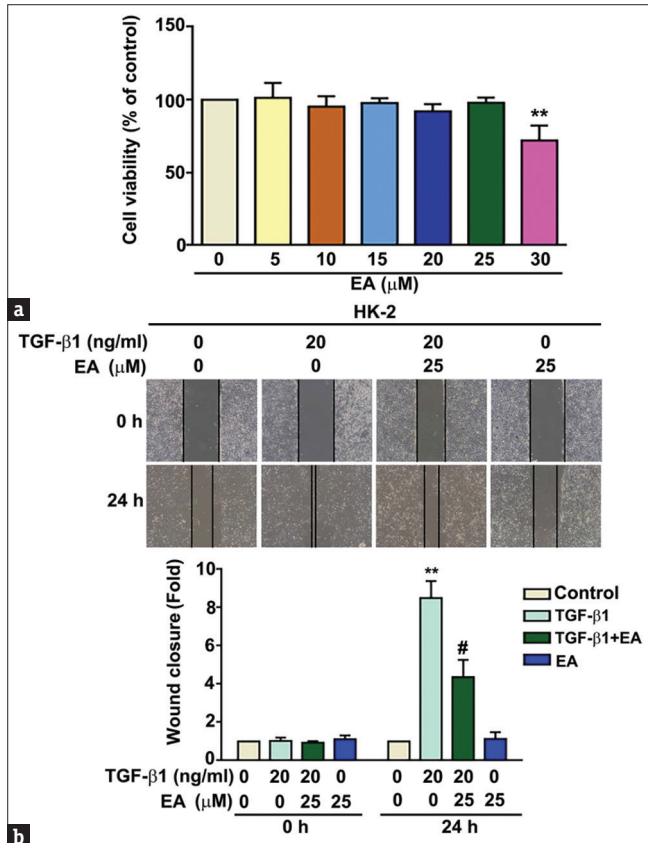 150
100
50
0
Cell viability (% of control)
**
0 5 10 15 20 25 30
EA (μM)
a
HK-2
TGF-β1 (ng/ml) 0 20 20 0
EA (μM) 0 0 25 25
0 h
24 h
Wound closure (Fold)
10
8
6
4
2
0
**
#
Control
TGF-β1
TGF-β1+EA
EA
TGF-β1 (ng/ml) 0 20 20 0 0 20 20 0
EA (μM) 0 0 25 25 0 0 25 25
0 h 24 h
b